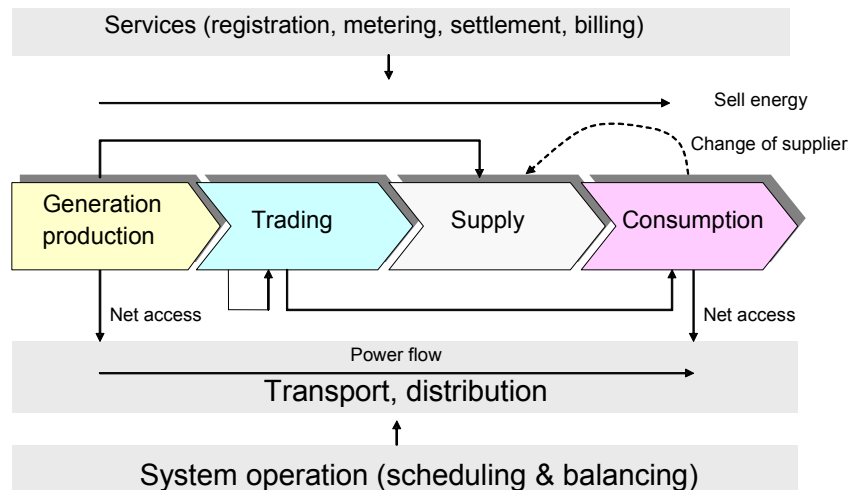 Services (registration, metering, settlement, billing)
Sell energy
Change of supplier
Generation
production
Trading
Supply
Consumption
Net access
Net access
Power flow
Transport, distribution
System operation (scheduling & balancing)